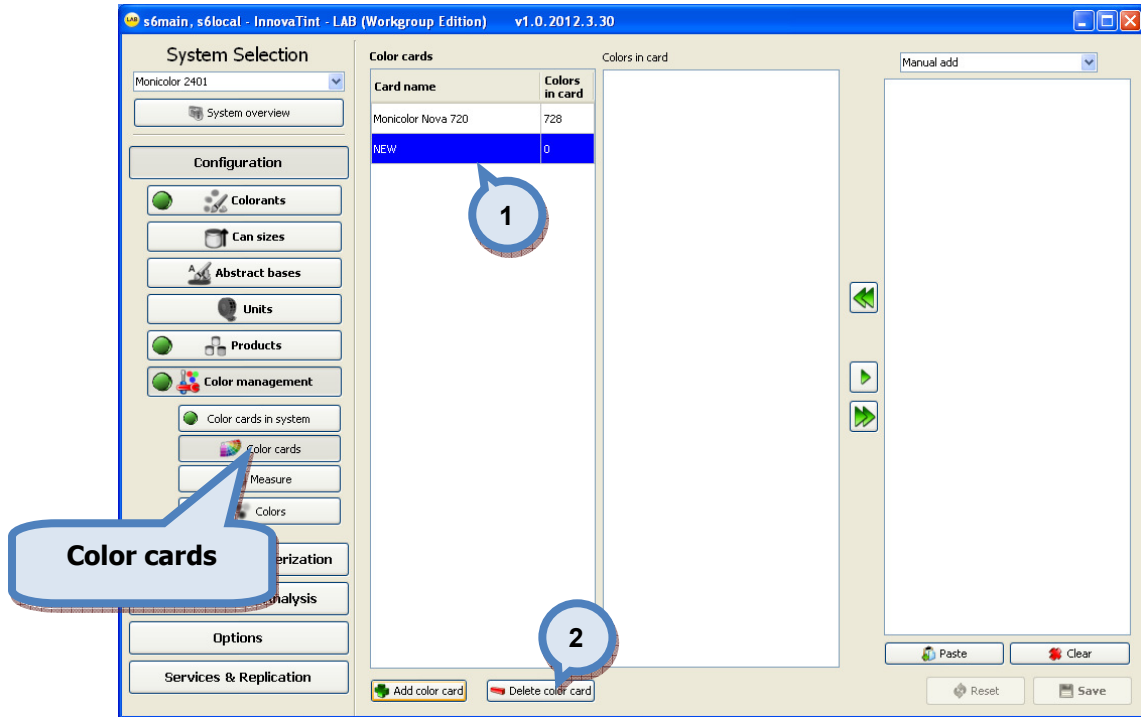 LAB s6main, s6local - InnovaTint - LAB (Workgroup Edition) v1.0.2012.3.30
System Selection
Monicolor 2401
System overview
Configuration
Colorants
Can sizes
A Abstract bases
Units
Products
Color management
Color cards in system
Color cards
Measure
Colors
Color cards
erization
nalysis
Options
Services & Replication
Color cards
Card name Colors in card
Monicolor Nova 720 728
NEW 0
1
2
Add color card Delete color card
Colors in card
Manual add
Paste Clear
Reset Save